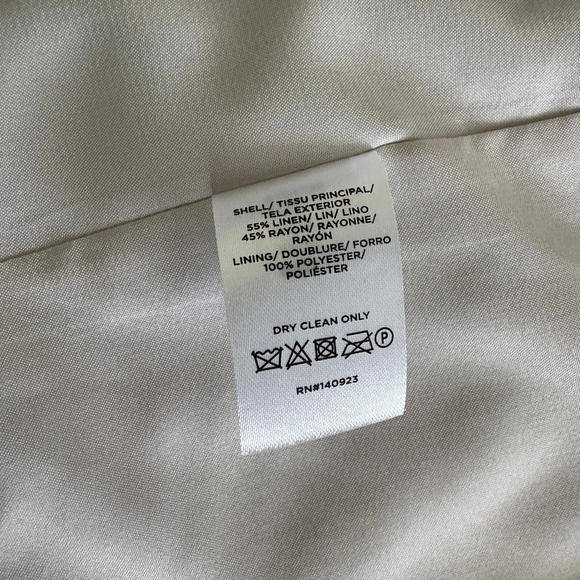 SHELL/ TISSU PRINCIPAL/
TELA EXTERIOR
55% LINEN/ LIN/ LINO
45% RAYON/ RAYONNE/
RAYÓN
LINING/ DOUBLURE/ FORRO
100% POLYESTER/
POLIÉSTER
DRY CLEAN ONLY
P
RN#140923